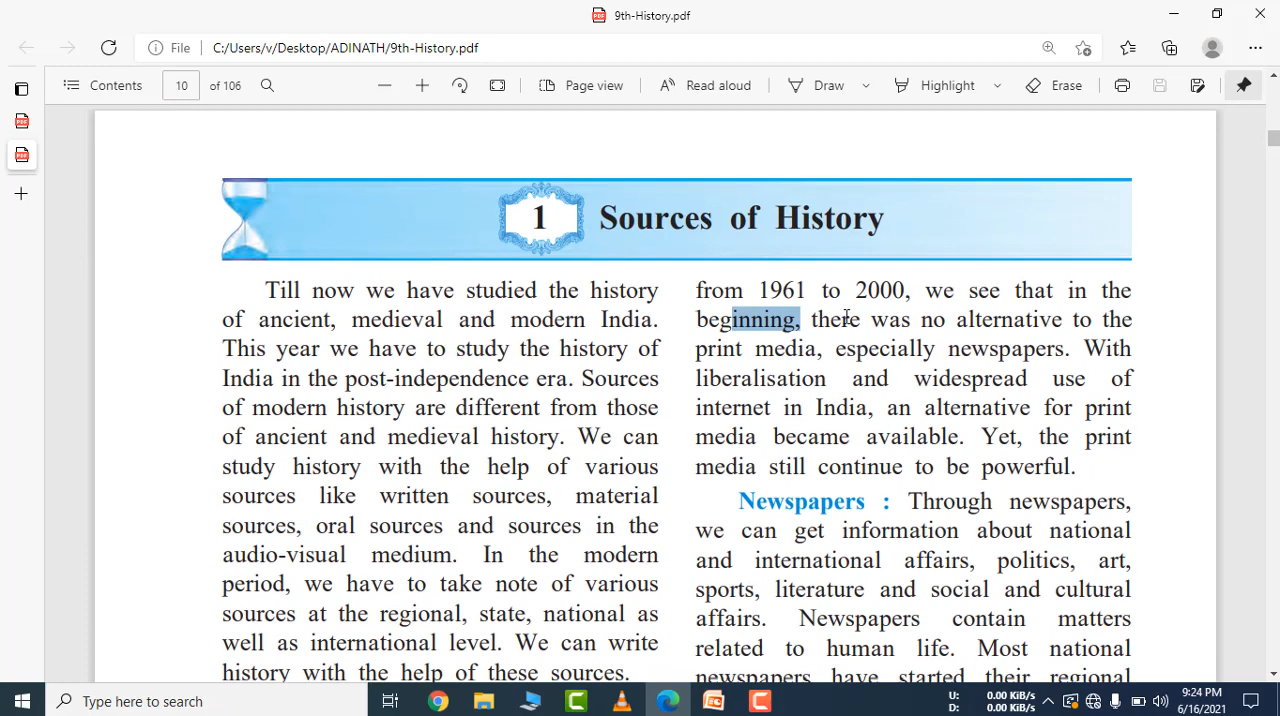 9th-History.pdf
File
C:/Users/v/Desktop/ADINATH/9th-History.pdf
Contents
10 of 106
Page view
Read aloud
Draw
Highlight
Erase
1 Sources of History
Till now we have studied the history
of ancient, medieval and modern India.
This year we have to study the history of
India in the post-independence era. Sources
of modern history are different from those
of ancient and medieval history. We can
study history with the help of various
sources like written sources, material
sources, oral sources and sources in the
audio-visual medium. In the modern
period, we have to take note of various
sources at the regional, state, national as
well as international level. We can write
history with the help of these sources.
from 1961 to 2000, we see that in the
beginning, there was no alternative to the
print media, especially newspapers. With
liberalisation and widespread use of
internet in India, an alternative for print
media became available. Yet, the print
media still continue to be powerful.
Newspapers : Through newspapers,
we can get information about national
and international affairs, politics, art,
sports, literature and social and cultural
affairs. Newspapers contain matters
related to human life. Most national
newspapers have started their regional
Type here to search
U: 0.00 KiB/s
D: 0.00 KiB/s
9:24 PM
6/16/2021